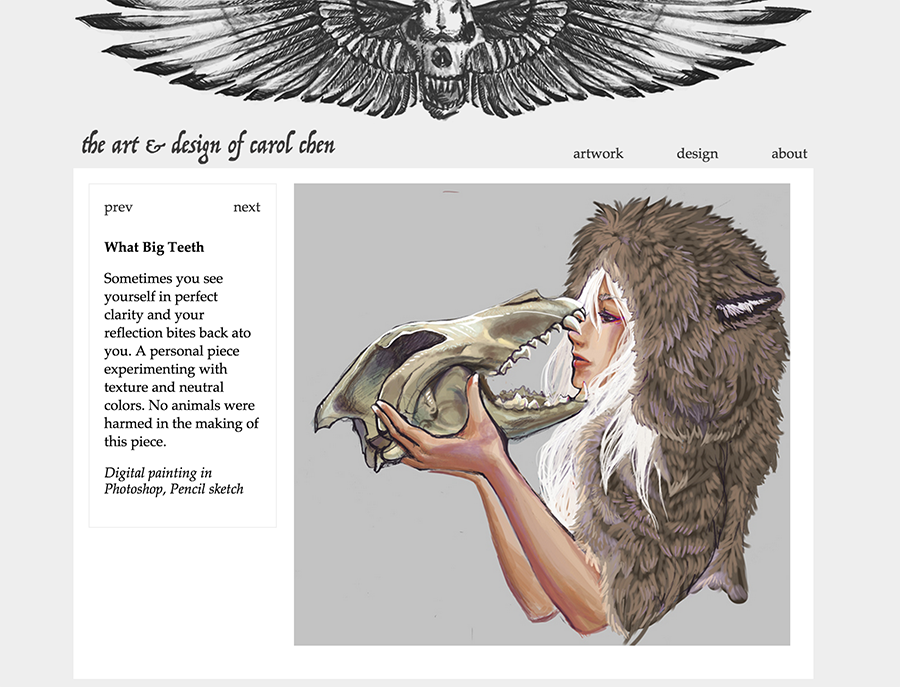 the art & design of carol chen
artwork design about
prev next
What Big Teeth
Sometimes you see
yourself in perfect
clarity and your
reflection bites back ato
you. A personal piece
experimenting with
texture and neutral
colors. No animals were
harmed in the making of
this piece.
Digital painting in
Photoshop, Pencil sketch